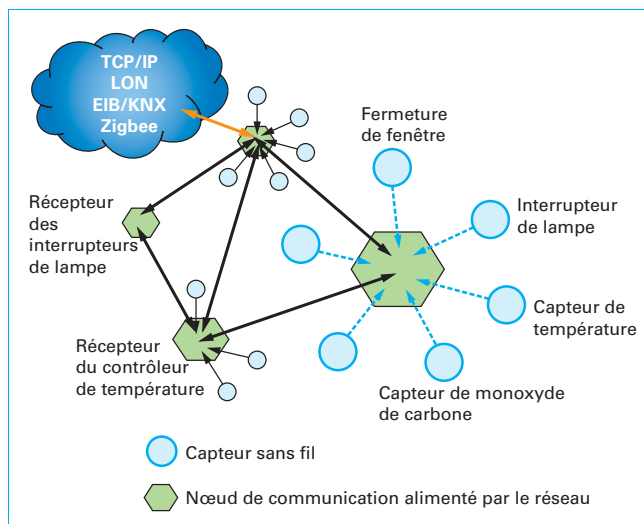 TCP/IP
LON
EIB/KNX
Zigbee
Fermeture
de fenêtre
Récepteur
des
interrupteurs
de lampe
Interrupteur
de lampe
Capteur de
température
Récepteur
du contrôleur
de température
Capteur de monoxyde
de carbone
Capteur sans fil
Nœud de communication alimenté par le réseau